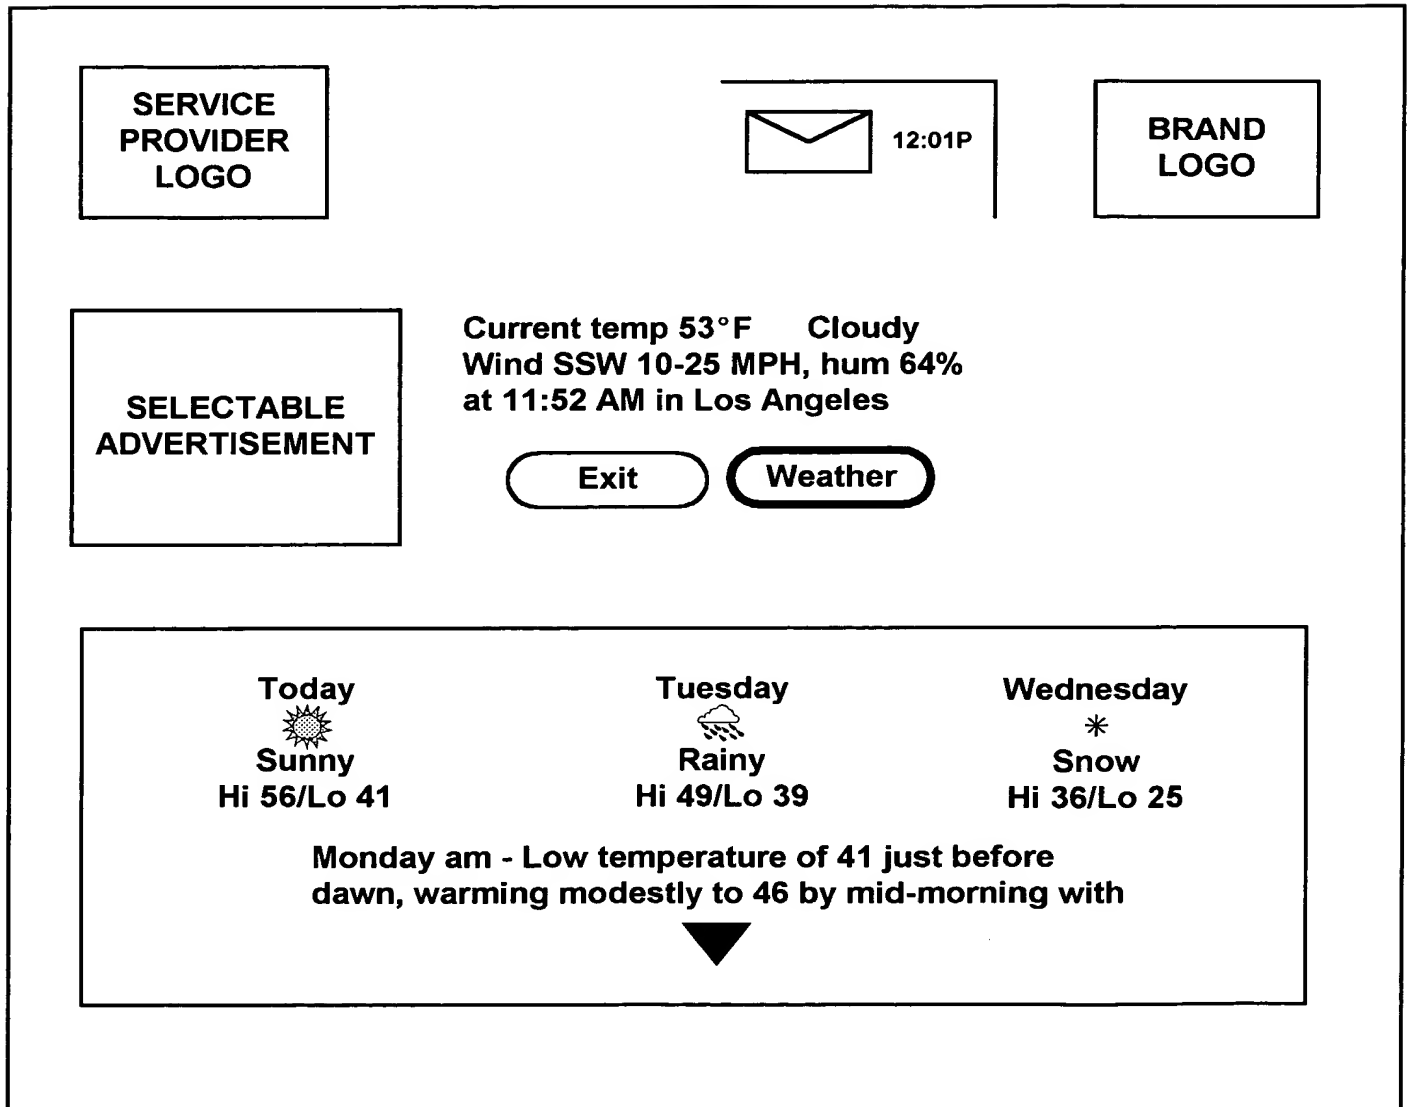 SERVICE
PROVIDER
LOGO
12:01P
BRAND
LOGO
SELECTABLE
ADVERTISEMENT
Current temp 53°F Cloudy
Wind SSW 10-25 MPH, hum 64%
at 11:52 AM in Los Angeles
Exit
Weather
Today
Sunny
Hi 56/Lo 41
Tuesday
Rainy
Hi 49/Lo 39
Wednesday
Snow
Hi 36/Lo 25
Monday am - Low temperature of 41 just before
dawn, warming modestly to 46 by mid-morning with